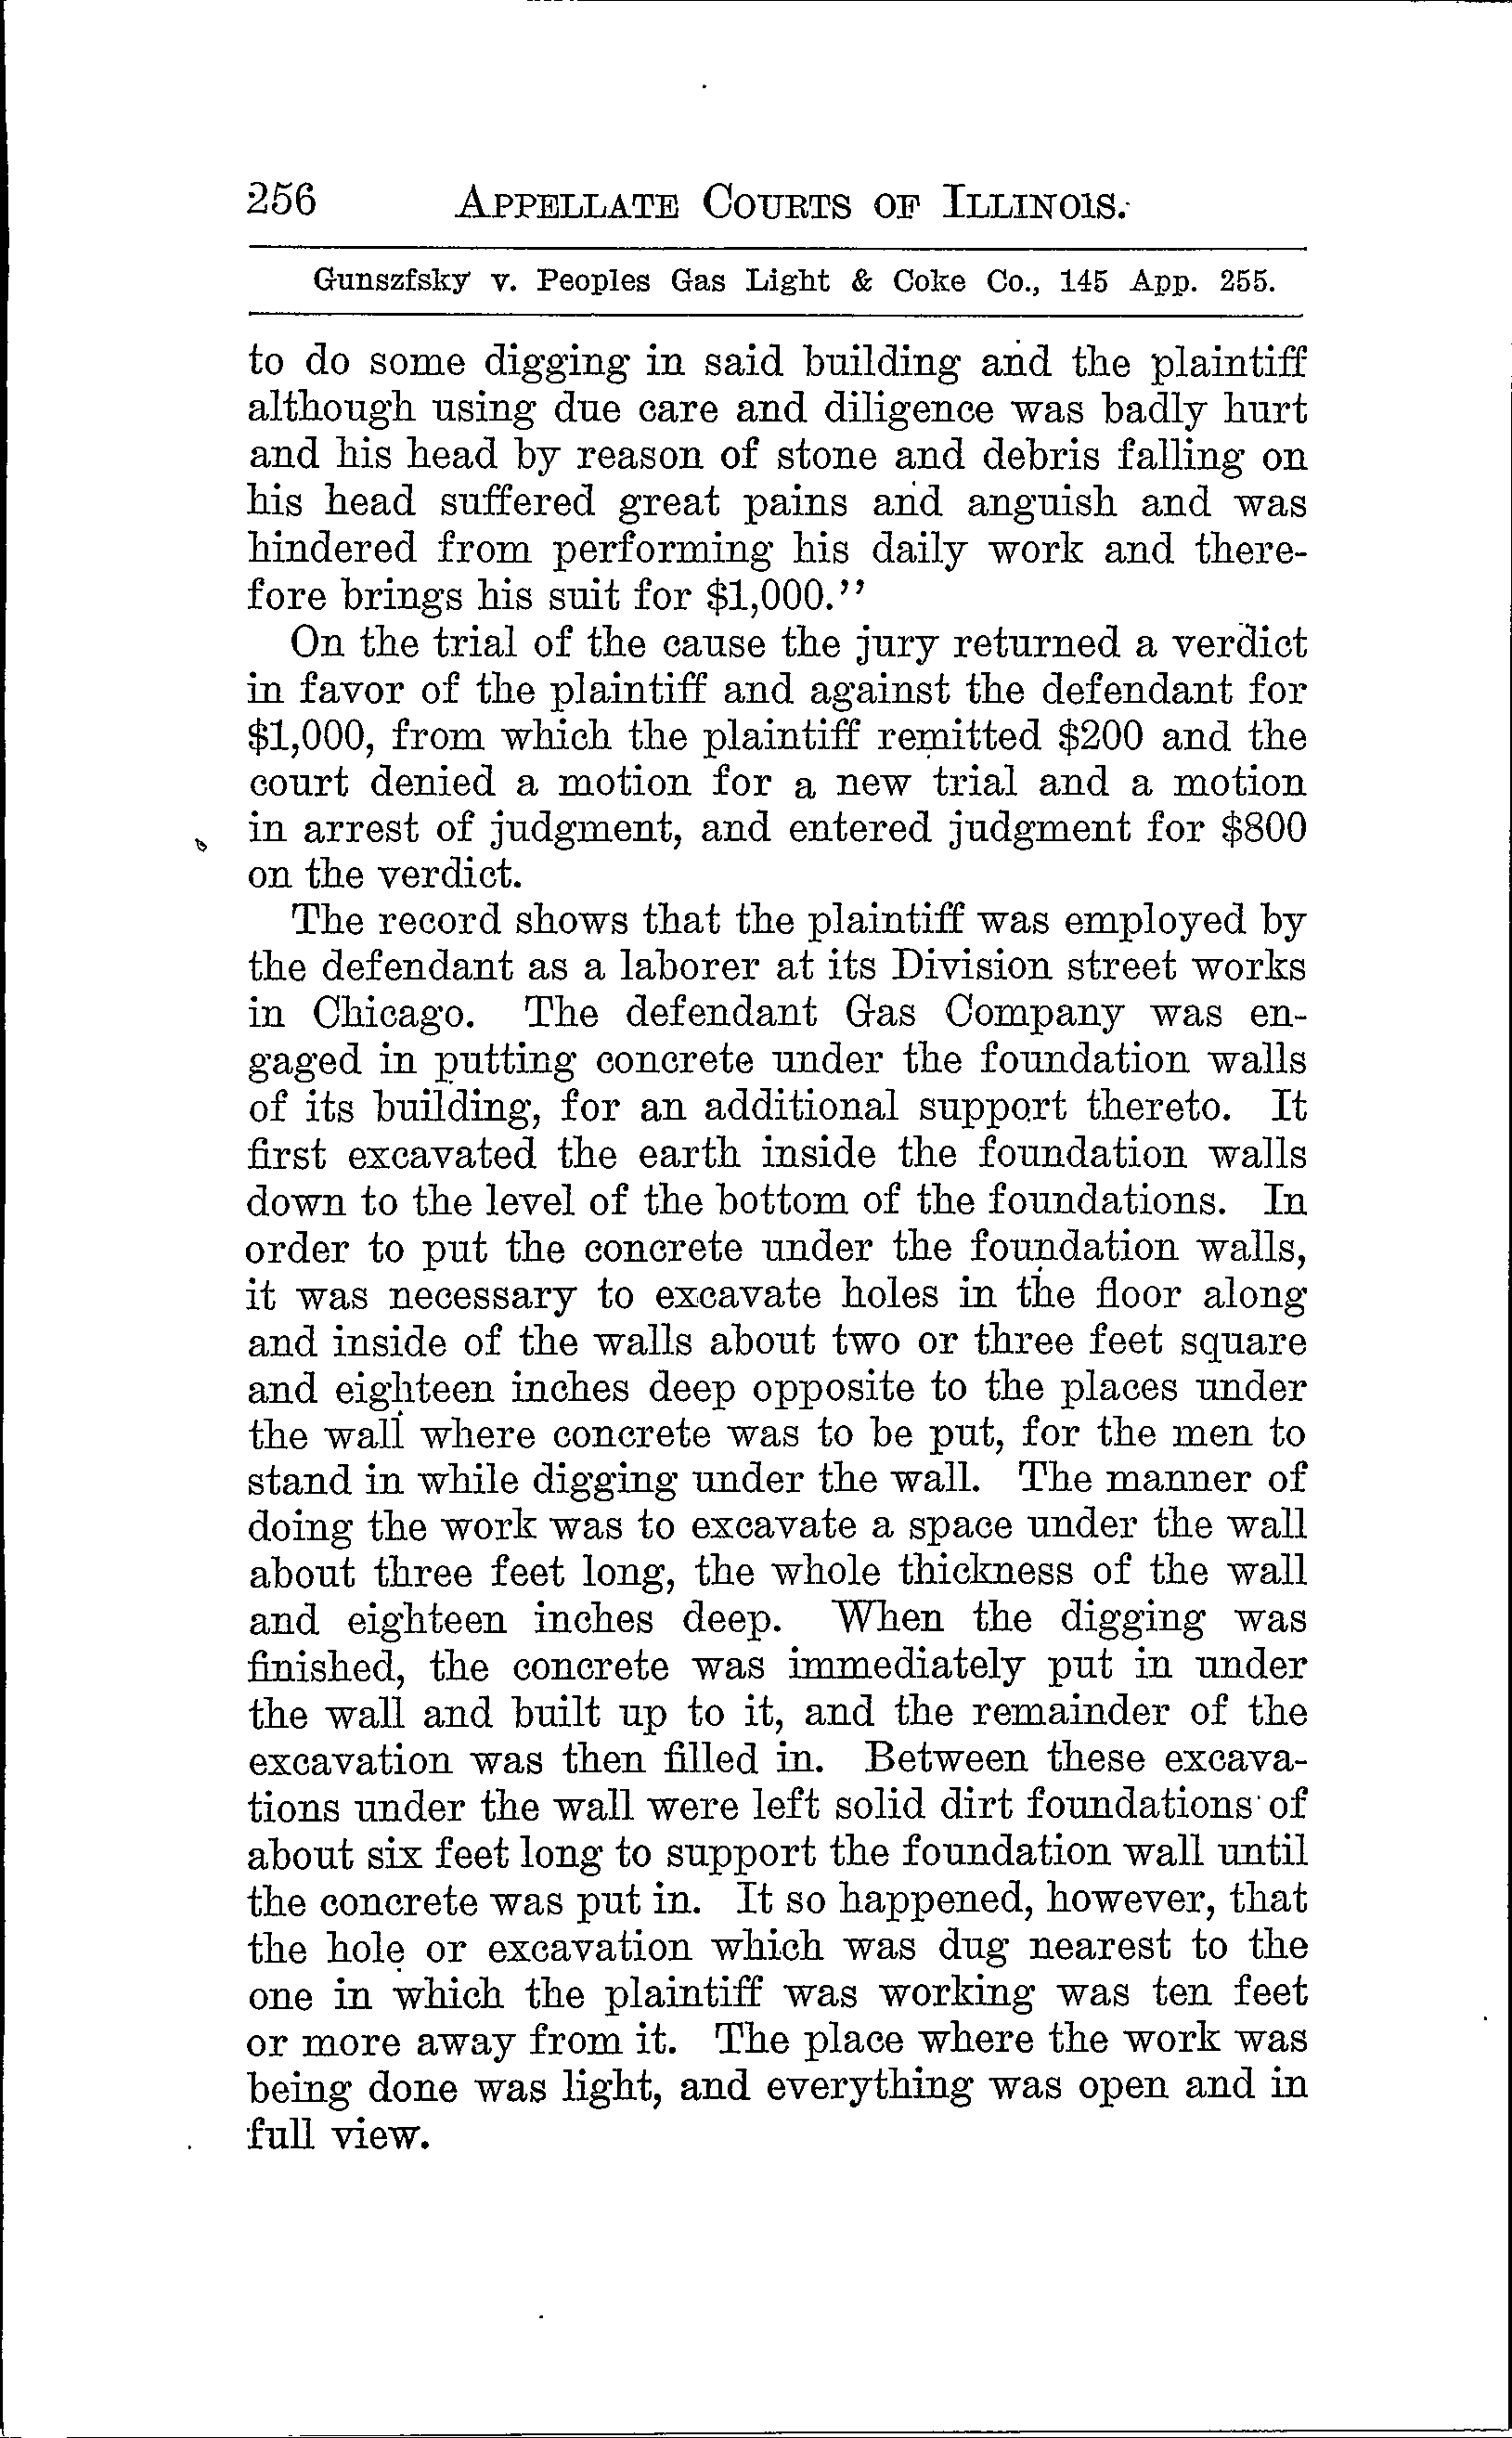 256 APPELLATE COURTS OF ILLINOIS.
Gunszfsky v. Peoples Gas Light & Coke Co., 145 App. 255.
to do some digging in said building and the plaintiff
although using due care and diligence was badly hurt
and his head by reason of stone and debris falling on
his head suffered great pains and anguish and was
hindered from performing his daily work and there-
fore brings his suit for $1,000.”
On the trial of the cause the jury returned a verdict
in favor of the plaintiff and against the defendant for
$1,000, from which the plaintiff remitted $200 and the
court denied a motion for a new trial and a motion
in arrest of judgment, and entered judgment for $800
on the verdict.
The record shows that the plaintiff was employed by
the defendant as a laborer at its Division street works
in Chicago. The defendant Gas Company was en-
gaged in putting concrete under the foundation walls
of its building, for an additional support thereto. It
first excavated the earth inside the foundation walls
down to the level of the bottom of the foundations. In
order to put the concrete under the foundation walls,
it was necessary to excavate holes in the floor along
and inside of the walls about two or three feet square
and eighteen inches deep opposite to the places under
the wall where concrete was to be put, for the men to
stand in while digging under the wall. The manner of
doing the work was to excavate a space under the wall
about three feet long, the whole thickness of the wall
and eighteen inches deep. When the digging was
finished, the concrete was immediately put in under
the wall and built up to it, and the remainder of the
excavation was then filled in. Between these excava-
tions under the wall were left solid dirt foundations of
about six feet long to support the foundation wall until
the concrete was put in. It so happened, however, that
the hole or excavation which was dug nearest to the
one in which the plaintiff was working was ten feet
or more away from it. The place where the work was
being done was light, and everything was open and in
full view.